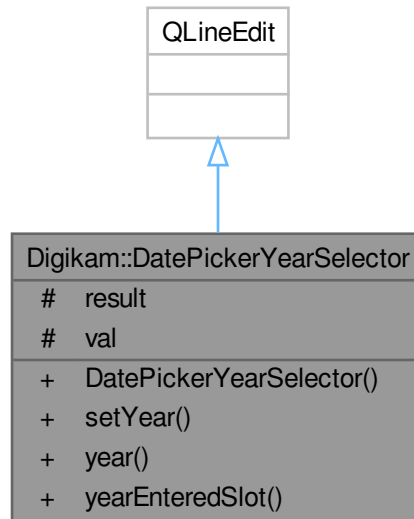 QLineEdit
Digikam::DatePickerYearSelector
# result
# val
+ DatePickerYearSelector()
+ setYear()
+ year()
+ yearEnteredSlot()